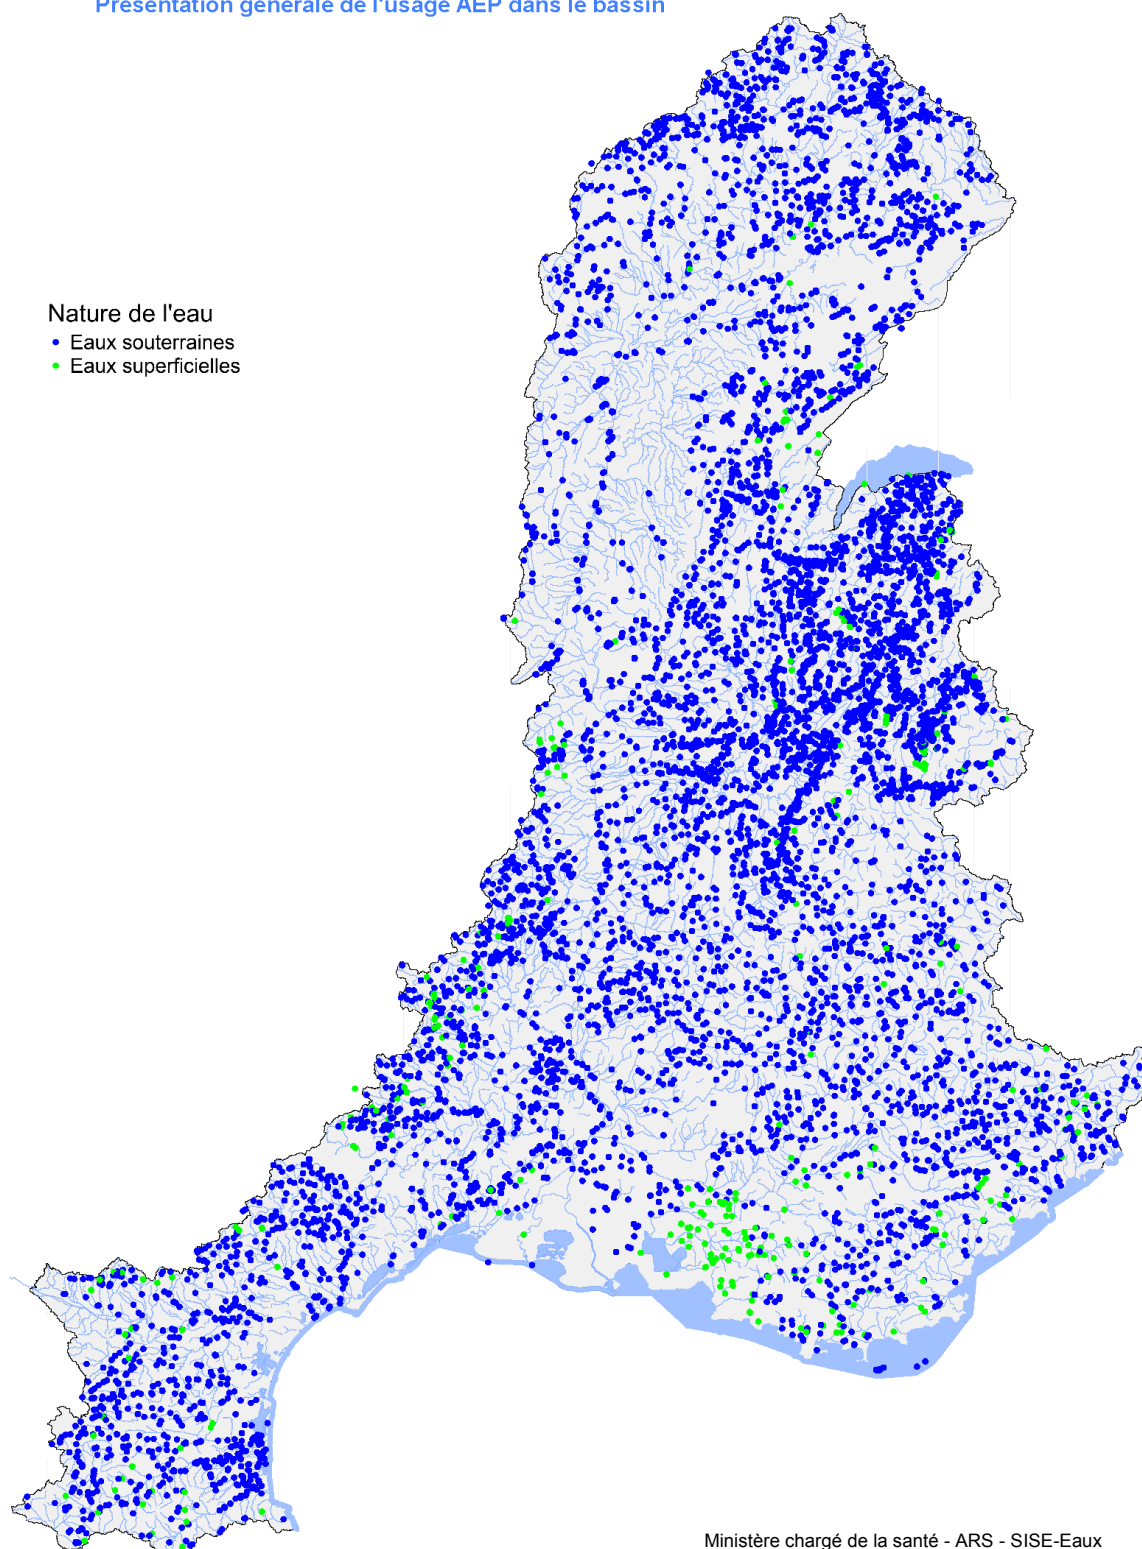 Présentation générale de l'usage AEP dans le bassin
Nature de l'eau
Eaux souterraines
Eaux superficielles
Ministère chargé de la santé - ARS - SISE-Eaux